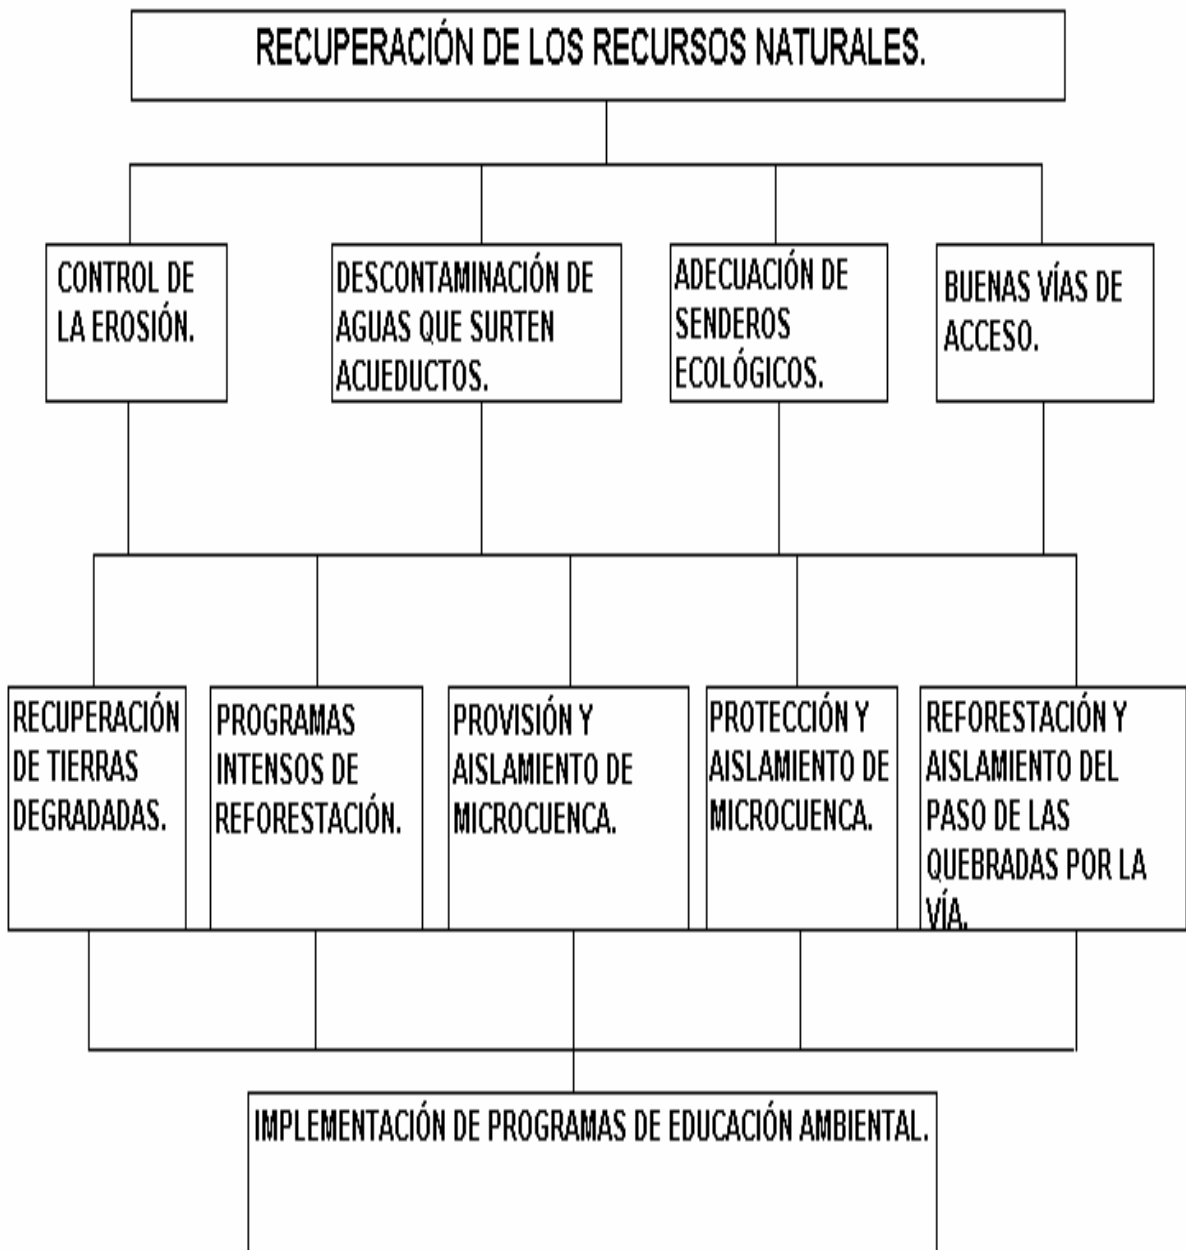 RECUPERACIÓN DE LOS RECURSOS NATURALES.
CONTROL DE
LA EROSIÓN.
DESCONTAMINACIÓN DE
AGUAS QUE SURTEN
ACUEDUCTOS.
ADECUACIÓN DE
SENDEROS
ECOLÓGICOS.
BUENAS VÍAS DE
ACCESO.
RECUPERACIÓN
DE TIERRAS
DEGRADADAS.
PROGRAMAS
INTENSOS DE
REFORESTACIÓN.
PROVISIÓN Y
AISLAMIENTO DE
MICROCUENCA.
PROTECCIÓN Y
AISLAMIENTO DE
MICROCUENCA.
REFORESTACIÓN Y
AISLAMIENTO DEL
PASO DE LAS
QUEBRADAS POR LA
VÍA.
IMPLEMENTACIÓN DE PROGRAMAS DE EDUCACIÓN AMBIENTAL.